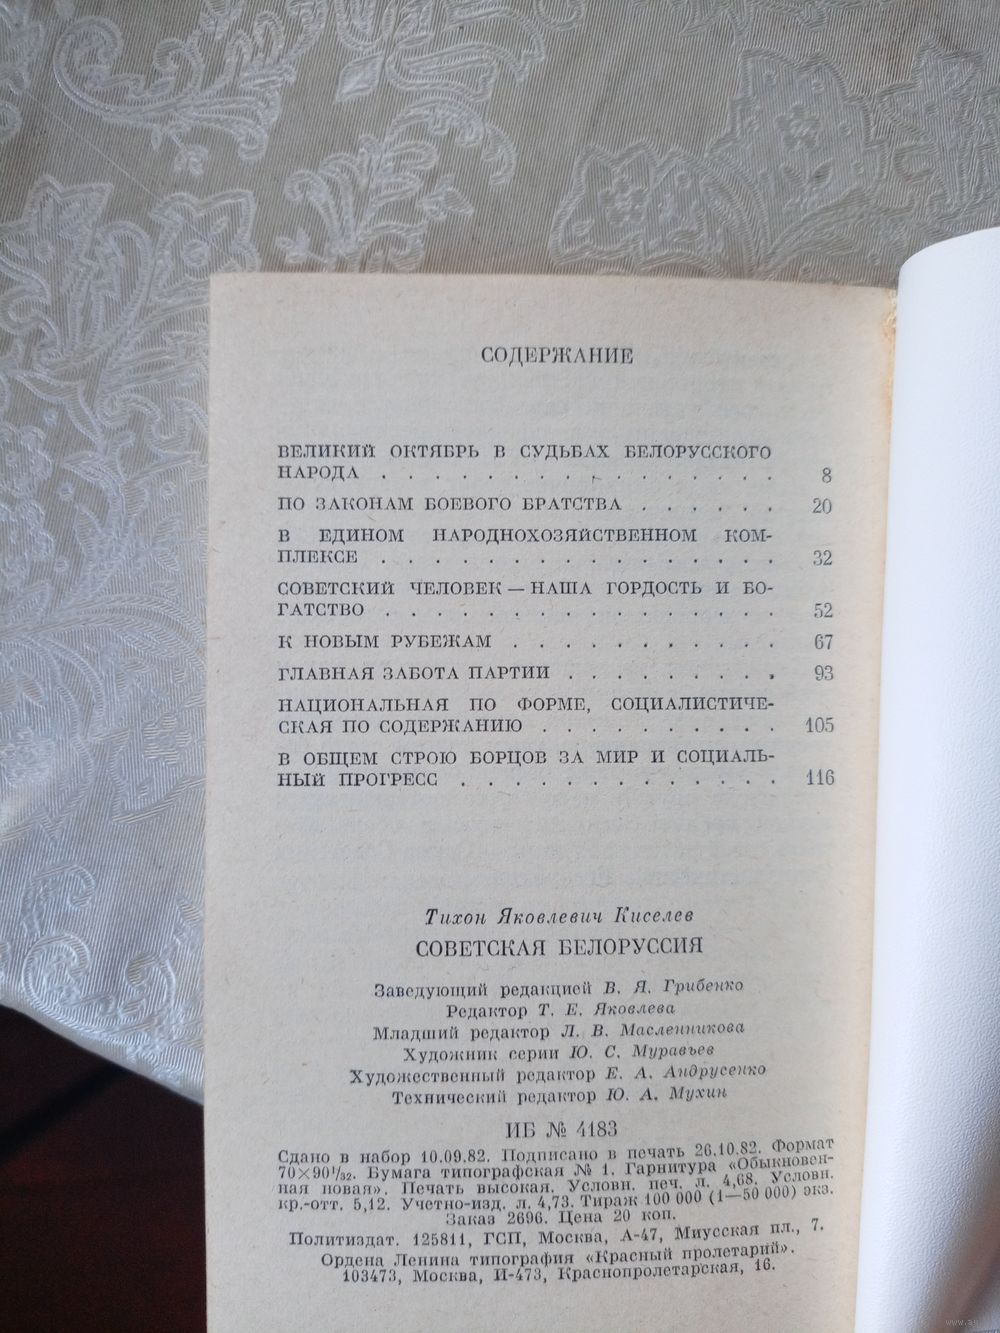 СОДЕРЖАНИЕ
ВЕЛИКИЙ ОКТЯБРЬ В СУДЬБАХ БЕЛОРУССКОГО
НАРОДА . . . . . . . . . . . . . . . . 8
ПО ЗАКОНАМ БОЕВОГО БРАТСТВА . . . . . . 20
В ЕДИНОМ НАРОДНОХОЗЯЙСТВЕННОМ КОМ-
ПЛЕКСЕ . . . . . . . . . . . . . . . . 32
СОВЕТСКИЙ ЧЕЛОВЕК — НАША ГОРДОСТЬ И БО-
ГАТСТВО . . . . . . . . . . . . . . . 52
К НОВЫМ РУБЕЖАМ . . . . . . . . . . . 67
ГЛАВНАЯ ЗАБОТА ПАРТИИ . . . . . . . . . 93
НАЦИОНАЛЬНАЯ ПО ФОРМЕ, СОЦИАЛИСТИЧЕ-
СКАЯ ПО СОДЕРЖАНИЮ . . . . . . . . . . 105
В ОБЩЕМ СТРОЮ БОРЦОВ ЗА МИР И СОЦИАЛЬ-
НЫЙ ПРОГРЕСС . . . . . . . . . . . . . 116
Тихон Яковлевич Киселев
СОВЕТСКАЯ БЕЛОРУССИЯ
Заведующий редакцией В. Я. Грибенко
Редактор Т. Е. Яковлева
Младший редактор Л. В. Масленникова
Художник серии Ю. С. Муравьев
Художественный редактор Е. А. Андрусенко
Технический редактор Ю. А. Мухин
ИБ № 4183
Сдано в набор 10.09.82. Подписано в печать 26.10.82. Формат
70×90¹/₃₂. Бумага типографская № 1. Гарнитура «Обыкновен-
ная новая». Печать высокая. Условн. печ. л. 4,68. Условн.
кр.-отт. 5,12. Учетно-изд. л. 4,73. Тираж 100 000 (1—50 000) экз.
Заказ 2696. Цена 20 коп.
Политиздат. 125811, ГСП, Москва, А-47, Миусская пл., 7.
Ордена Ленина типография «Красный пролетарий».
103473, Москва, И-473, Краснопролетарская, 16.